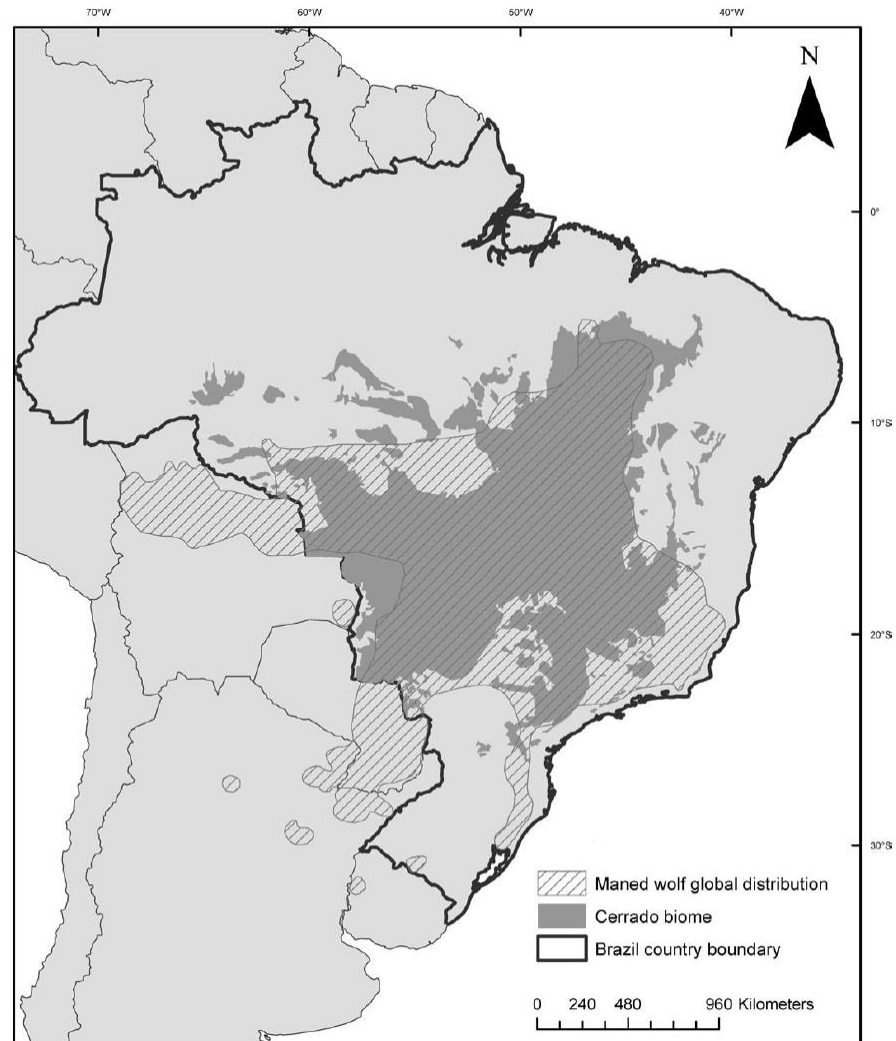 70°W 60°W 50°W 40°W
N
0°
10°S
20°S
30°S
Maned wolf global distribution
Cerrado biome
Brazil country boundary
0 240 480 960 Kilometers